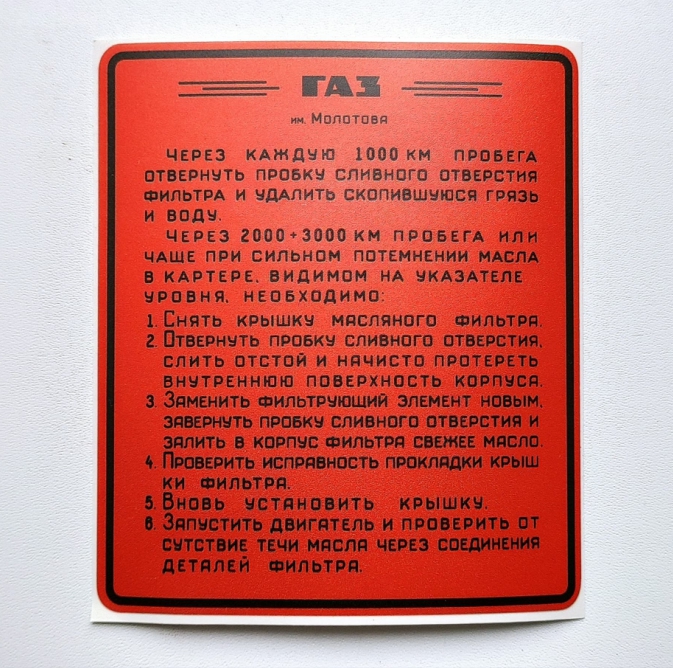 ГАЗ
им. Молотова
ЧЕРЕЗ КАЖДУЮ 1000 КМ ПРОБЕГА
ОТВЕРНУТЬ ПРОБКУ СЛИВНОГО ОТВЕРСТИЯ
ФИЛЬТРА И УДАЛИТЬ СКОПИВШУЮСЯ ГРЯЗЬ
И ВОДУ.
ЧЕРЕЗ 2000÷3000 КМ ПРОБЕГА ИЛИ
ЧАЩЕ ПРИ СИЛЬНОМ ПОТЕМНЕНИИ МАСЛА
В КАРТЕРЕ, ВИДИМОМ НА УКАЗАТЕЛЕ
УРОВНЯ, НЕОБХОДИМО:
1. СНЯТЬ КРЫШКУ МАСЛЯНОГО ФИЛЬТРА.
2. ОТВЕРНУТЬ ПРОБКУ СЛИВНОГО ОТВЕРСТИЯ,
СЛИТЬ ОТСТОЙ И НАЧИСТО ПРОТЕРЕТЬ
ВНУТРЕННЮЮ ПОВЕРХНОСТЬ КОРПУСА.
3. ЗАМЕНИТЬ ФИЛЬТРУЮЩИЙ ЭЛЕМЕНТ НОВЫМ,
ЗАВЕРНУТЬ ПРОБКУ СЛИВНОГО ОТВЕРСТИЯ И
ЗАЛИТЬ В КОРПУС ФИЛЬТРА СВЕЖЕЕ МАСЛО.
4. ПРОВЕРИТЬ ИСПРАВНОСТЬ ПРОКЛАДКИ КРЫШ
КИ ФИЛЬТРА.
5. ВНОВЬ УСТАНОВИТЬ КРЫШКУ.
6. ЗАПУСТИТЬ ДВИГАТЕЛЬ И ПРОВЕРИТЬ ОТ
СУТСТВИЕ ТЕЧИ МАСЛА ЧЕРЕЗ СОЕДИНЕНИЯ
ДЕТАЛЕЙ ФИЛЬТРА.